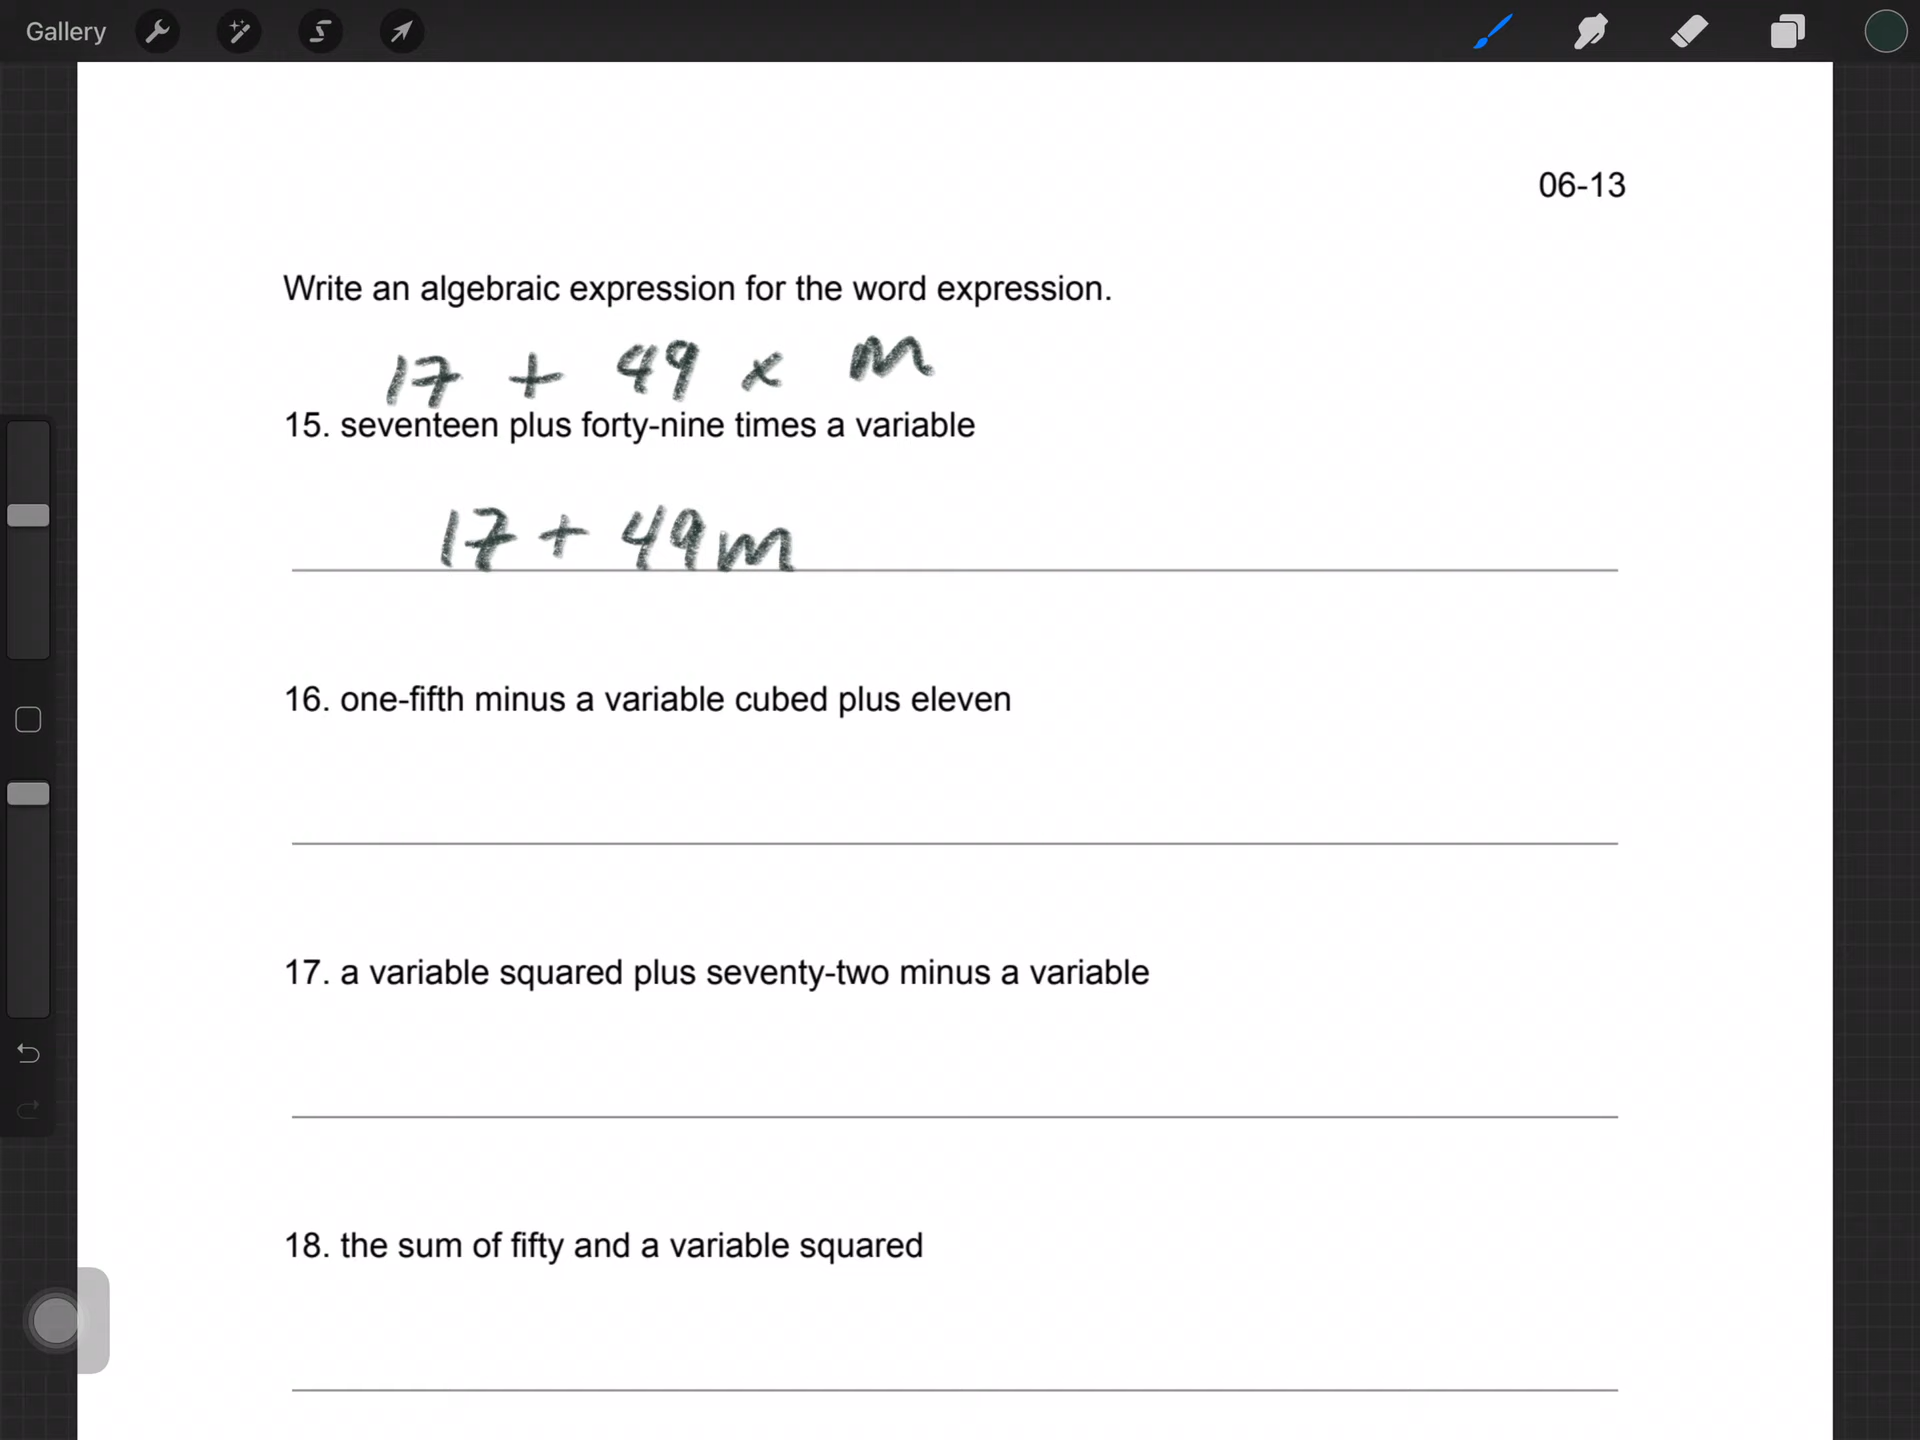 Gallery
06-13
Write an algebraic expression for the word expression.
17 + 49 x m
15. seventeen plus forty-nine times a variable
17 + 49m
16. one-fifth minus a variable cubed plus eleven
17. a variable squared plus seventy-two minus a variable
18. the sum of fifty and a variable squared